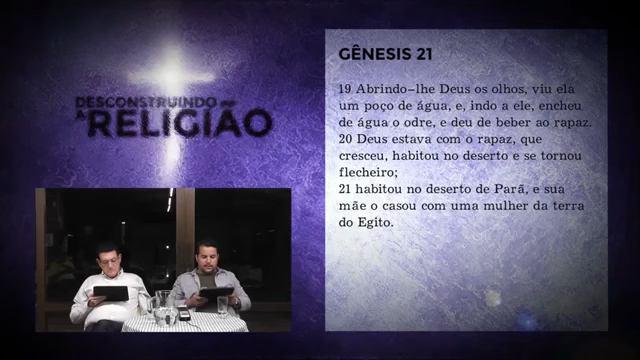 DESCONSTRUINDO
A RELIGIÃO
GÊNESIS 21
19 Abrindo-lhe Deus os olhos, viu ela
um poço de água, e, indo a ele, encheu
de água o odre, e deu de beber ao rapaz.
20 Deus estava com o rapaz, que
cresceu, habitou no deserto e se tornou
flecheiro;
21 habitou no deserto de Parã, e sua
mãe o casou com uma mulher da terra
do Egito.